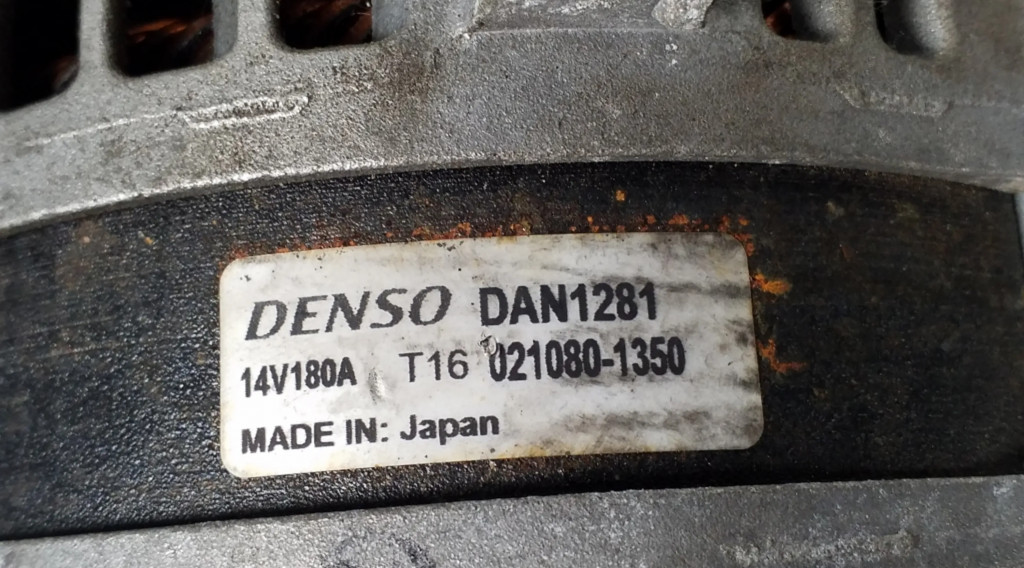 DENSO DAN1281
14V180A T16 021080-1350
MADE IN: Japan